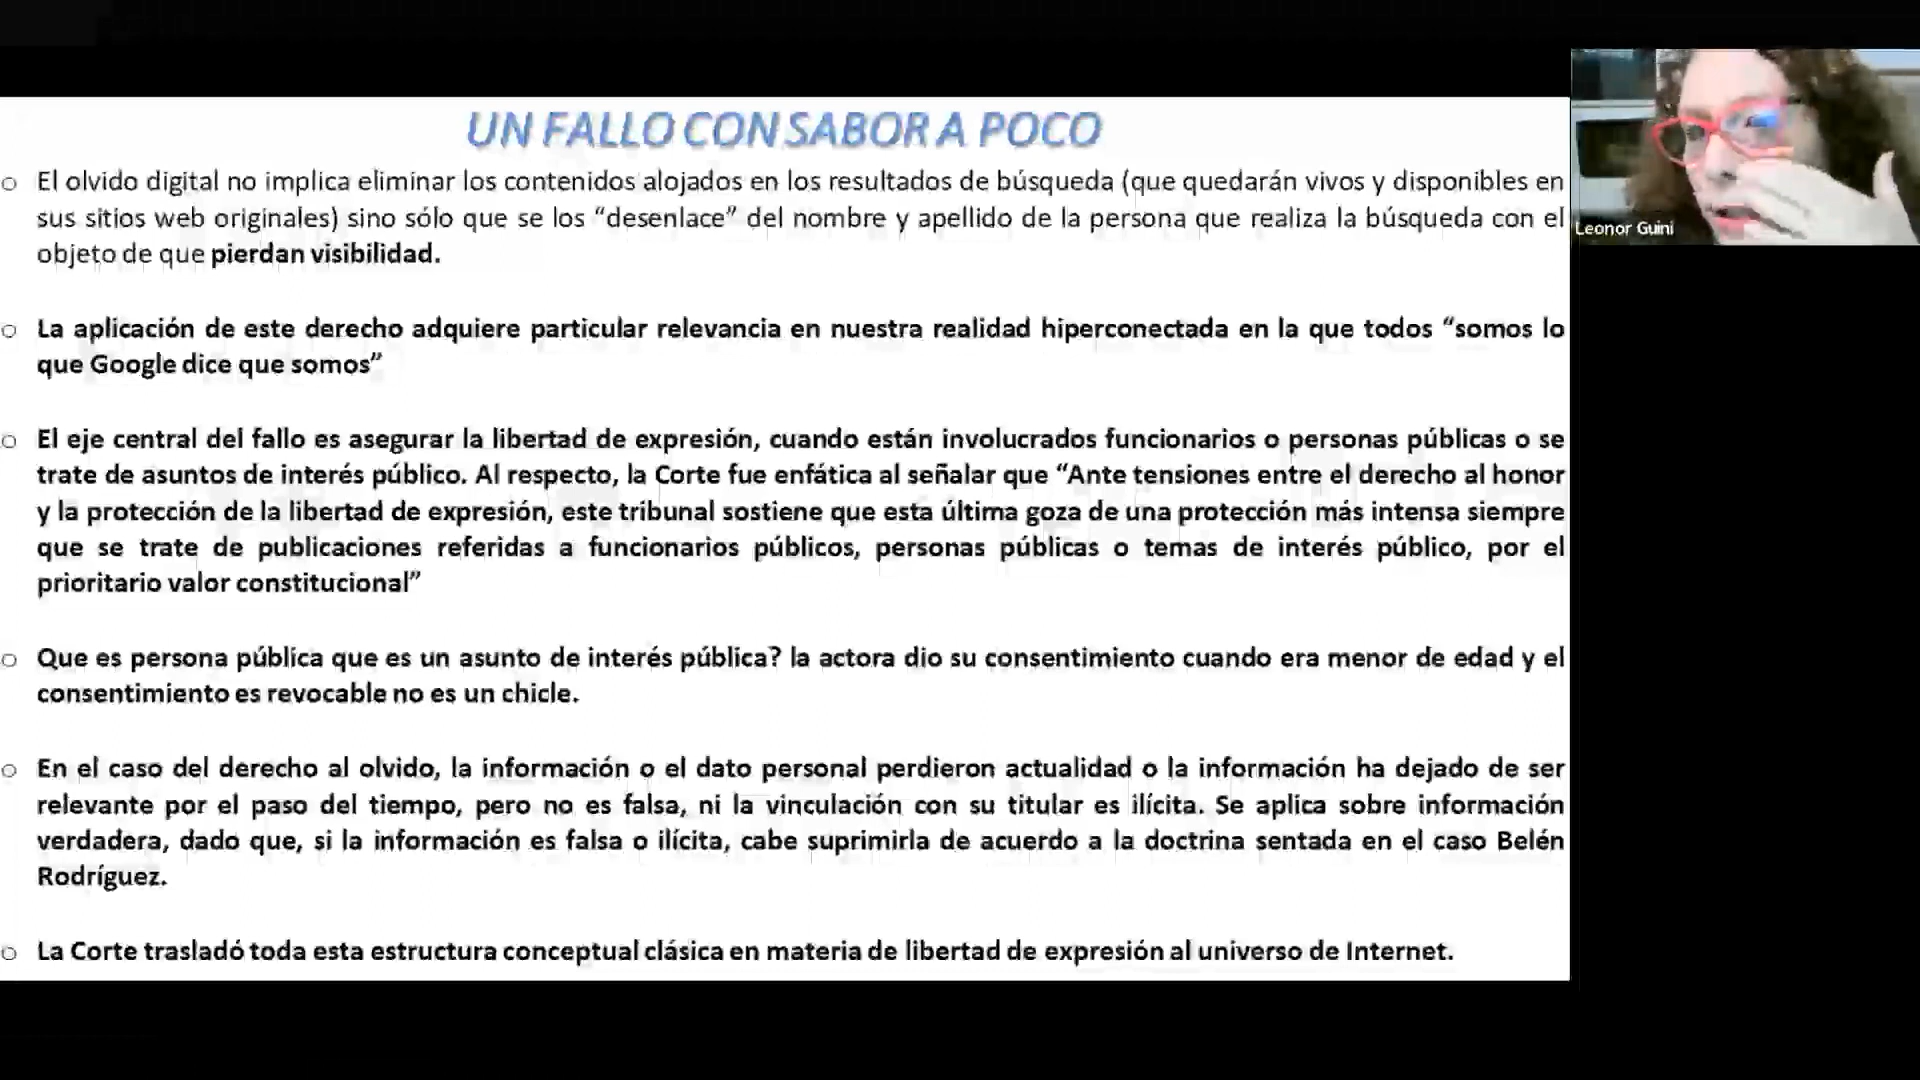 UN FALLO CON SABOR A POCO
El olvido digital no implica eliminar los contenidos alojados en los resultados de búsqueda (que quedarán vivos y disponibles en
sus sitios web originales) sino sólo que se los “desenlace” del nombre y apellido de la persona que realiza la búsqueda con el
objeto de que pierdan visibilidad.
La aplicación de este derecho adquiere particular relevancia en nuestra realidad hiperconectada en la que todos “somos lo
que Google dice que somos”
El eje central del fallo es asegurar la libertad de expresión, cuando están involucrados funcionarios o personas públicas o se
trate de asuntos de interés público. Al respecto, la Corte fue enfática al señalar que “Ante tensiones entre el derecho al honor
y la protección de la libertad de expresión, este tribunal sostiene que esta última goza de una protección más intensa siempre
que se trate de publicaciones referidas a funcionarios públicos, personas públicas o temas de interés público, por el
prioritario valor constitucional”
Que es persona pública que es un asunto de interés pública? la actora dio su consentimiento cuando era menor de edad y el
consentimiento es revocable no es un chicle.
En el caso del derecho al olvido, la información o el dato personal perdieron actualidad o la información ha dejado de ser
relevante por el paso del tiempo, pero no es falsa, ni la vinculación con su titular es ilícita. Se aplica sobre información
verdadera, dado que, si la información es falsa o ilícita, cabe suprimirla de acuerdo a la doctrina sentada en el caso Belén
Rodríguez.
La Corte trasladó toda esta estructura conceptual clásica en materia de libertad de expresión al universo de Internet.
Leonor Guini